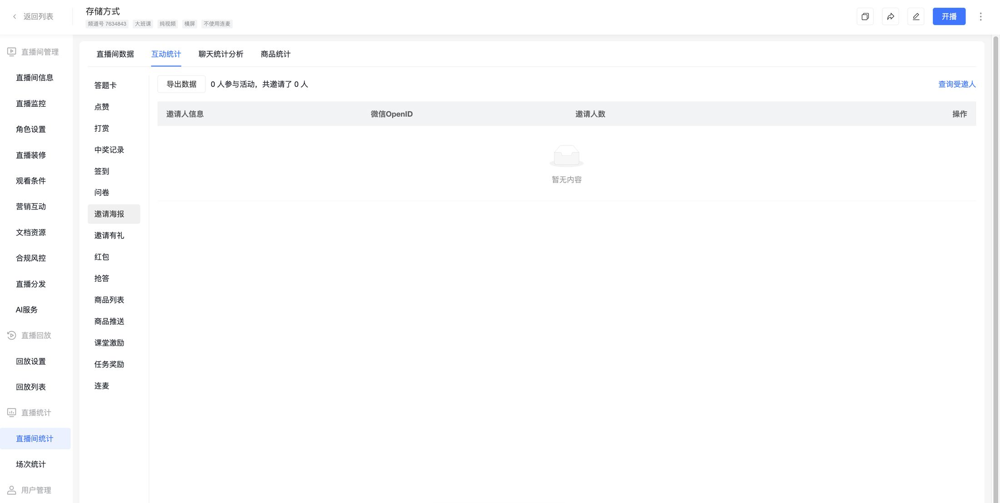 返回列表
存储方式
频道号 7634843 大班课 纯视频 横屏 不使用连麦
开播
直播间管理
直播间信息
直播监控
角色设置
直播装修
观看条件
营销互动
文档资源
合规风控
直播分发
AI服务
直播回放
回放设置
回放列表
直播统计
直播间统计
场次统计
用户管理
直播间数据 互动统计 聊天统计分析 商品统计
答题卡
点赞
打赏
中奖记录
签到
问卷
邀请海报
邀请有礼
红包
抢答
商品列表
商品推送
课堂激励
任务奖励
连麦
导出数据 0 人参与活动，共邀请了 0 人 查询受邀人
邀请人信息 微信OpenID 邀请人数 操作
暂无内容